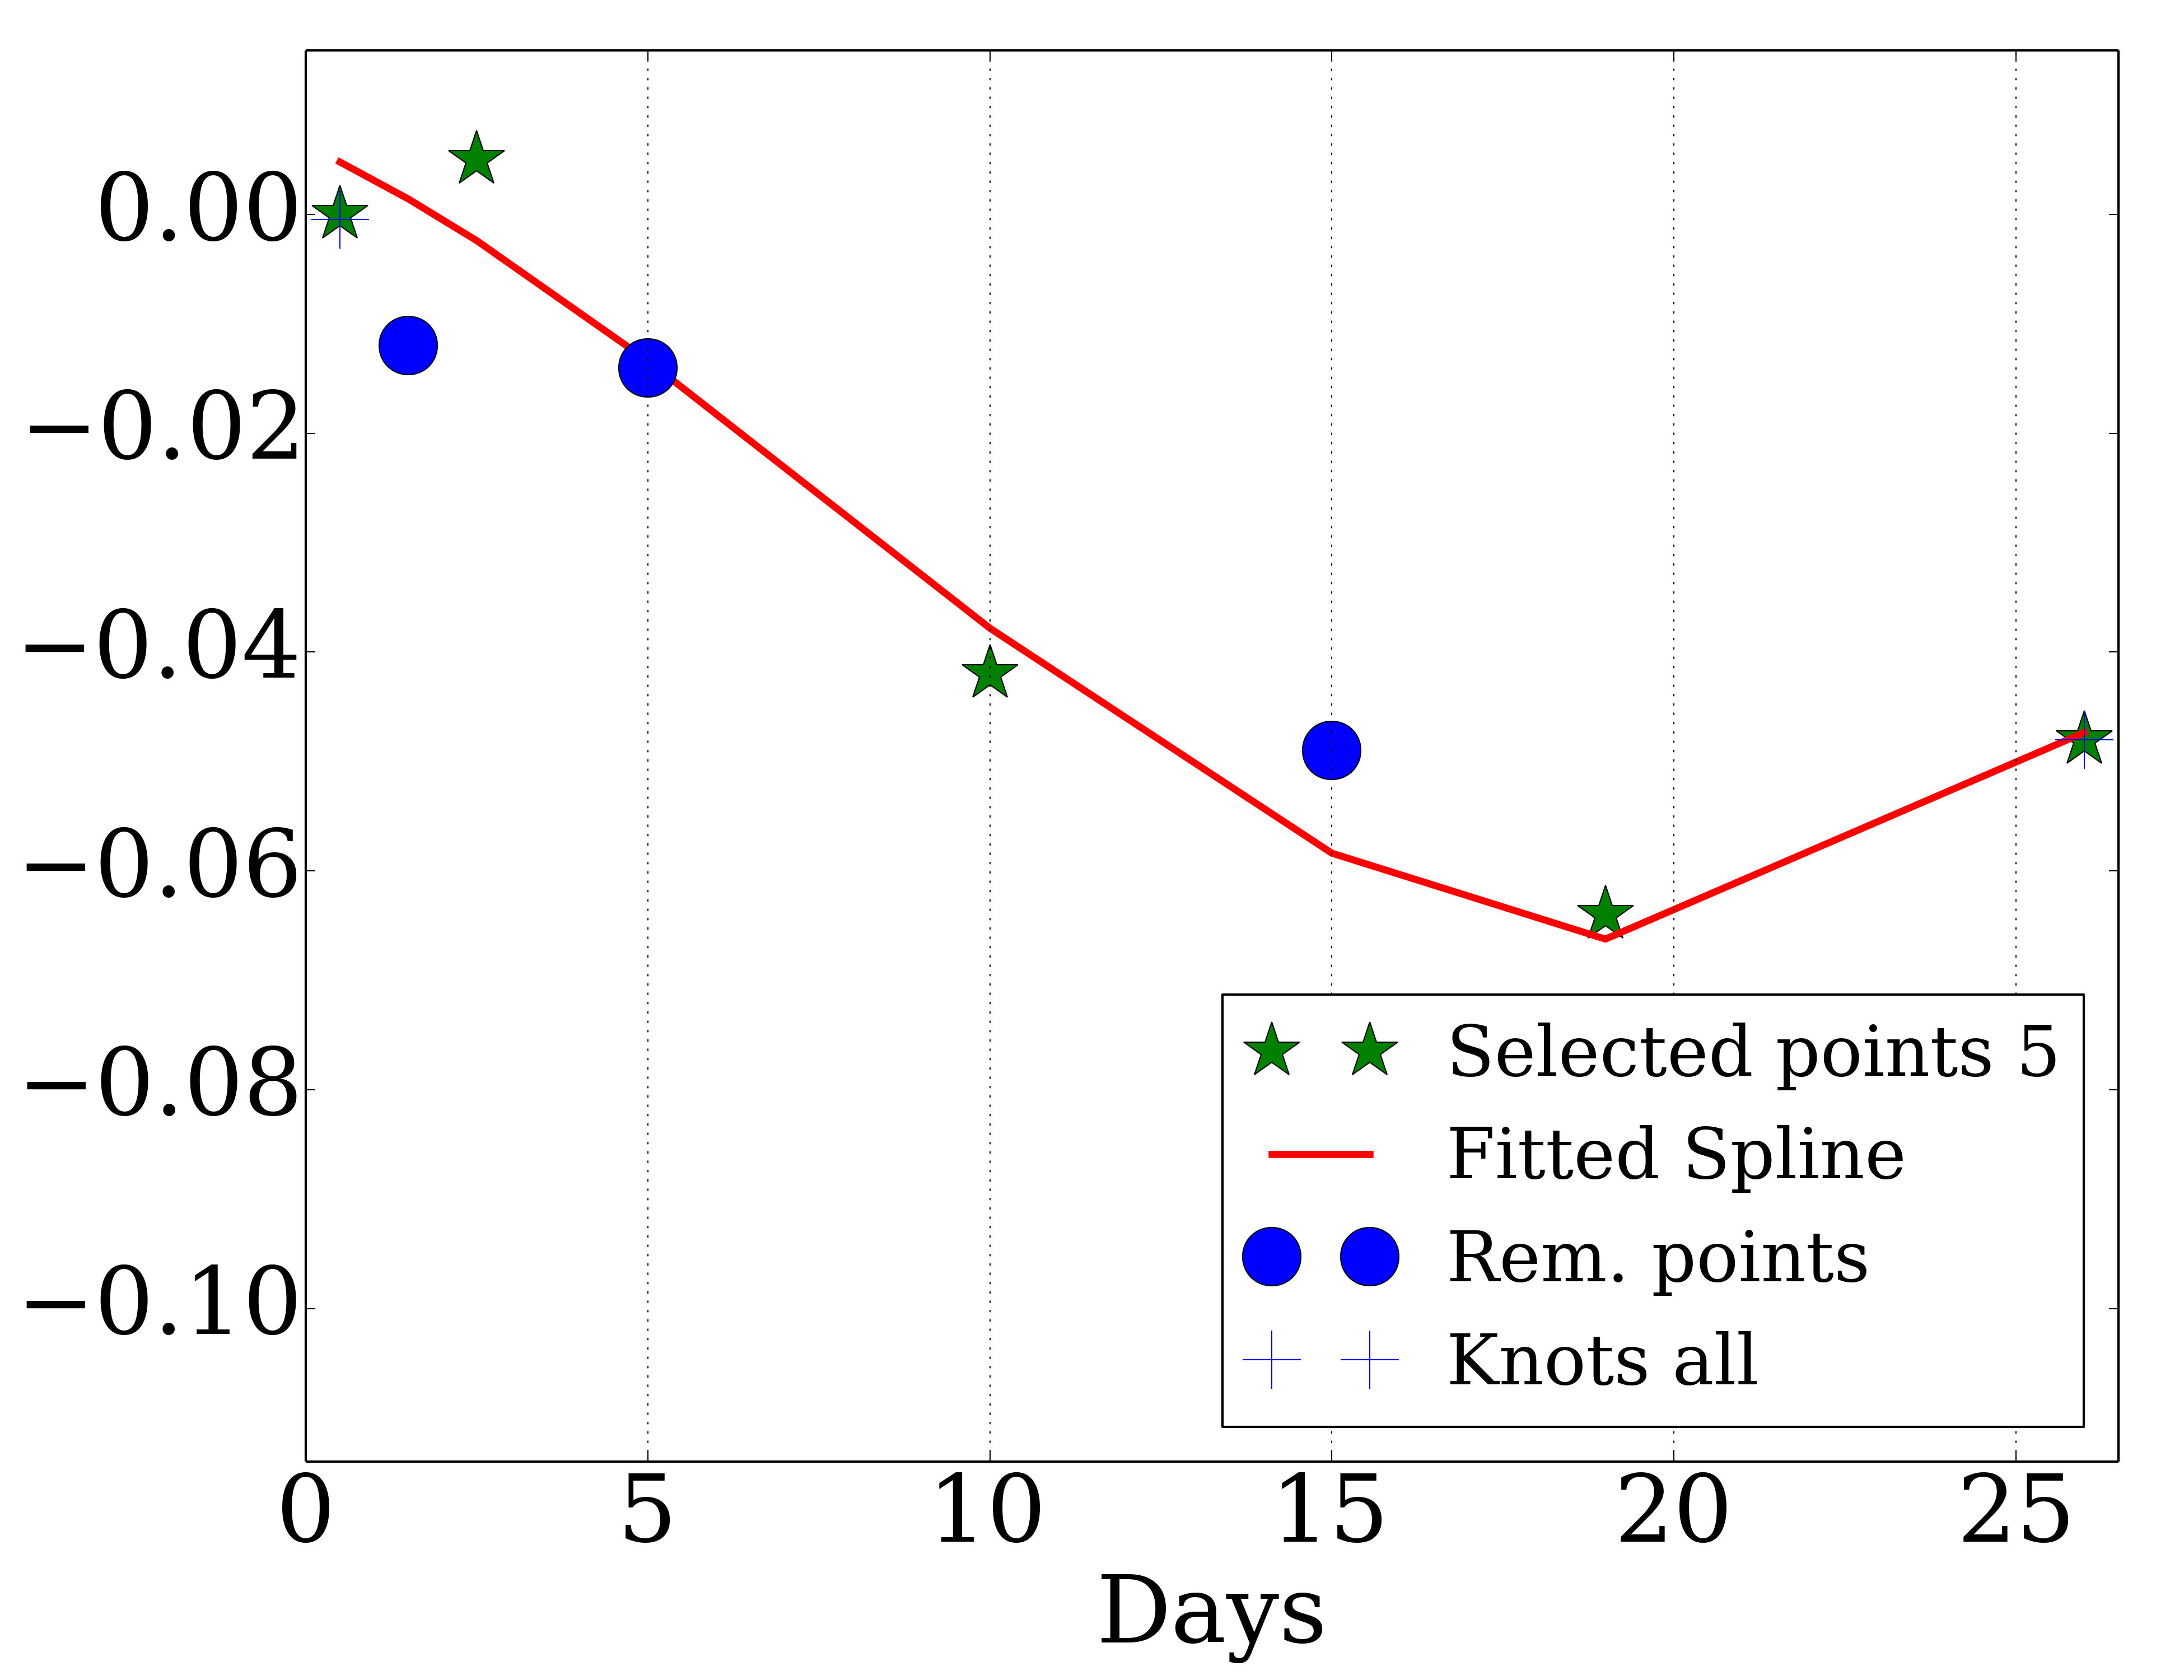 0.00
−0.02
−0.04
−0.06
−0.08
−0.10
Selected points 5
Fitted Spline
Rem. points
Knots all
0 5 10 15 20 25
Days